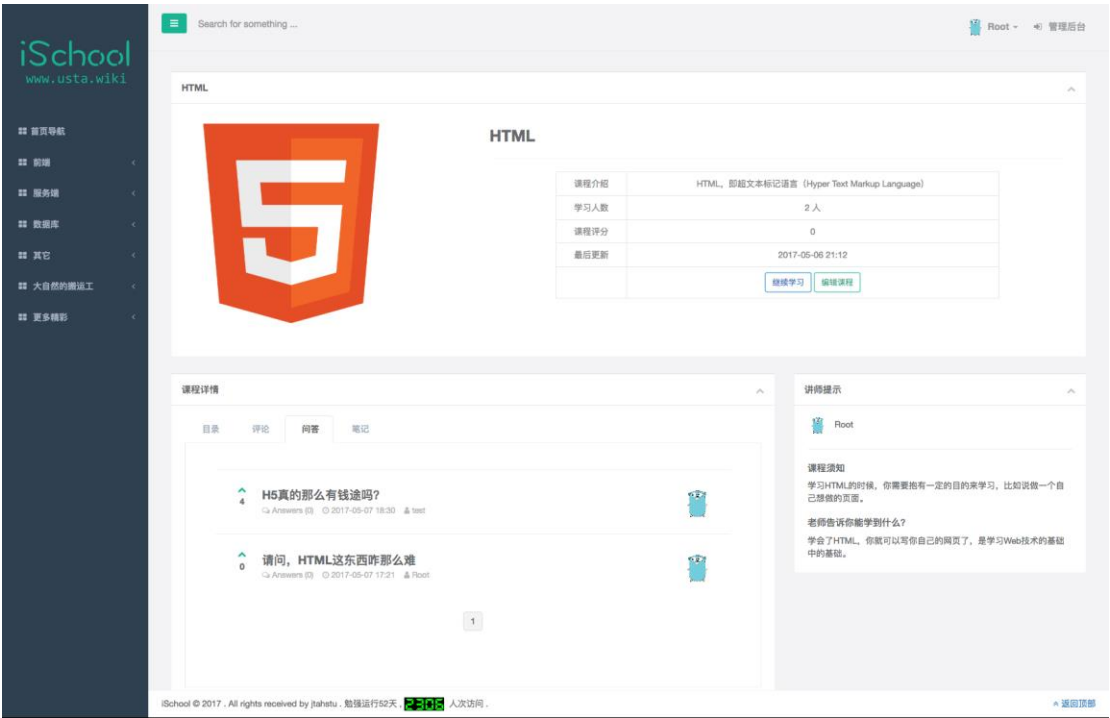 iSchool
www.usta.wiki
首页导航
前端
服务端
数据库
其它
大自然的搬运工
更多精彩
Search for something ...
Root
管理后台
HTML
HTML
课程介绍 HTML，即超文本标记语言（Hyper Text Markup Language）
学习人数 2 人
课程评分 0
最后更新 2017-05-06 21:12
继续学习 编辑课程
课程详情
目录 评论 问答 笔记
4
H5真的那么有钱途吗?
Answers (0) 2017-05-07 18:30 test
0
请问，HTML这东西咋那么难
Answers (0) 2017-05-07 17:21 Root
1
讲师提示
Root
课程须知
学习HTML的时候，你需要抱有一定的目的来学习，比如说做一个自
己想做的页面。
老师告诉你能学到什么?
学会了HTML，你就可以写你自己的网页了，是学习Web技术的基础
中的基础。
iSchool © 2017 . All rights received by jtahstu . 勉强运行52天 , 2306 人次访问 .
返回顶部